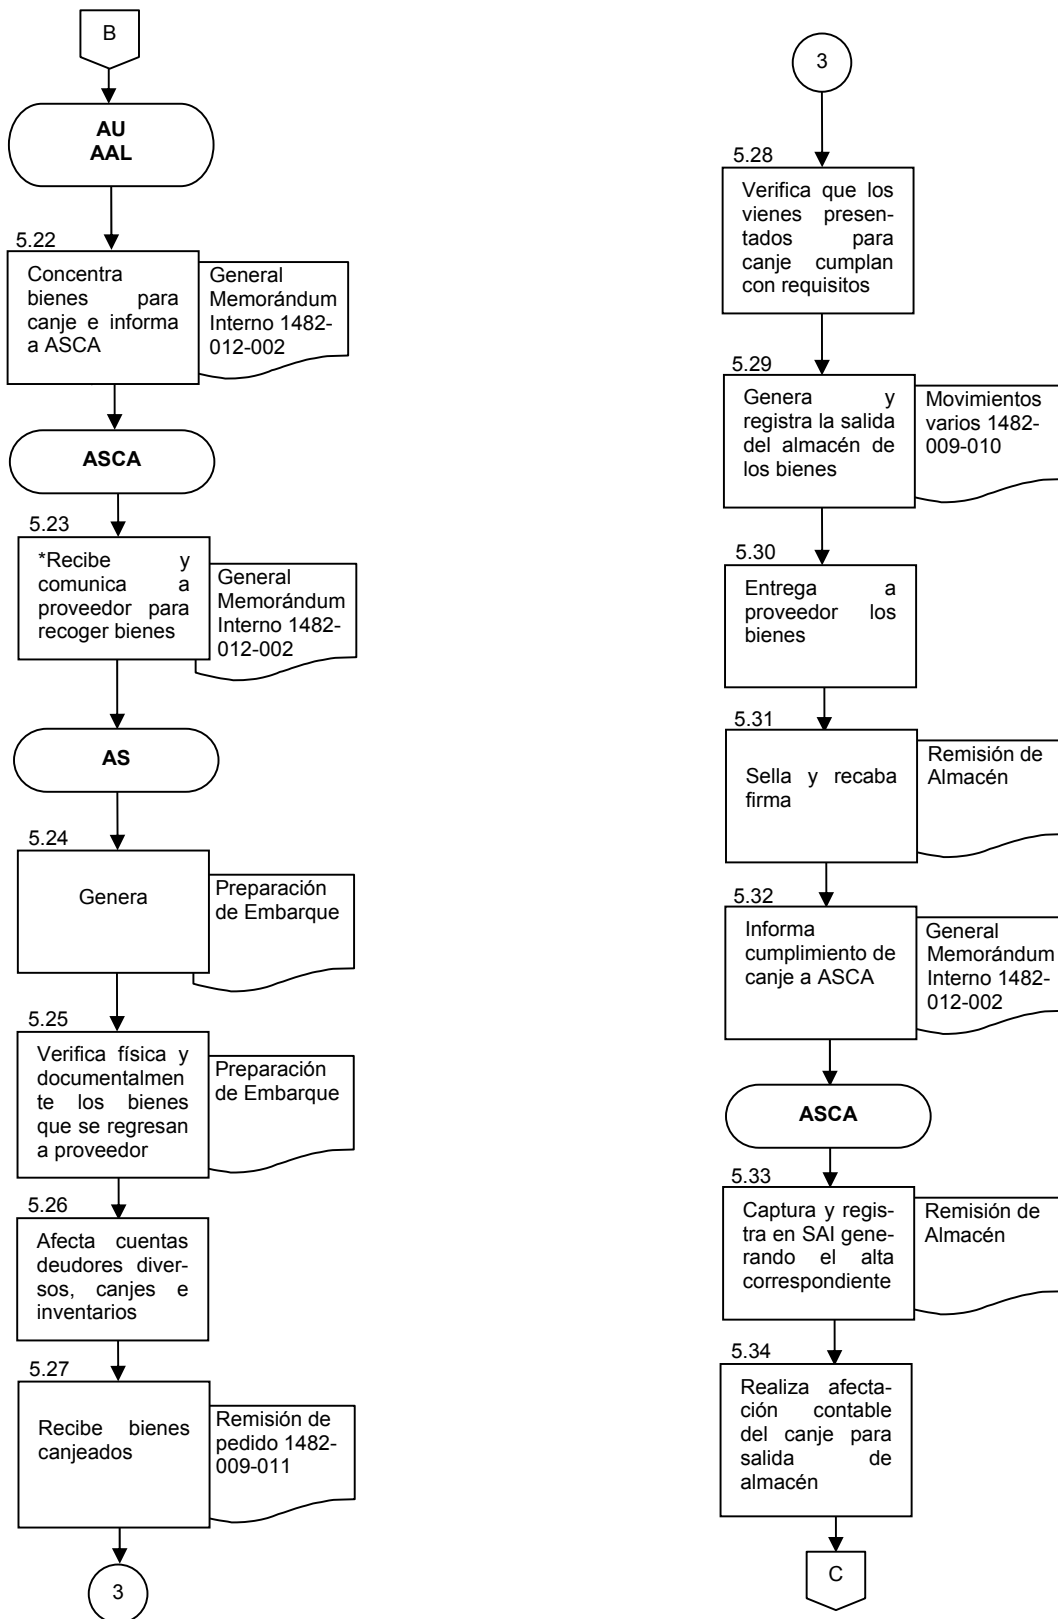 B
AU
AAL
5.22
Concentra
bienes para
canje e informa
a ASCA
General
Memorándum
Interno 1482-
012-002
ASCA
5.23
*Recibe y
comunica a
proveedor para
recoger bienes
General
Memorándum
Interno 1482-
012-002
AS
5.24
Genera
Preparación
de Embarque
5.25
Verifica física y
documentalmen
te los bienes
que se regresan
a proveedor
Preparación
de Embarque
5.26
Afecta cuentas
deudores diver-
sos, canjes e
inventarios
5.27
Recibe bienes
canjeados
Remisión de
pedido 1482-
009-011
3
3
5.28
Verifica que los
vienes presen-
tados para
canje cumplan
con requisitos
5.29
Genera y
registra la salida
del almacén de
los bienes
Movimientos
varios 1482-
009-010
5.30
Entrega a
proveedor los
bienes
5.31
Sella y recaba
firma
Remisión de
Almacén
5.32
Informa
cumplimiento de
canje a ASCA
General
Memorándum
Interno 1482-
012-002
ASCA
5.33
Captura y regis-
tra en SAI gene-
rando el alta
correspondiente
Remisión de
Almacén
5.34
Realiza afecta-
ción contable
del canje para
salida de
almacén
C